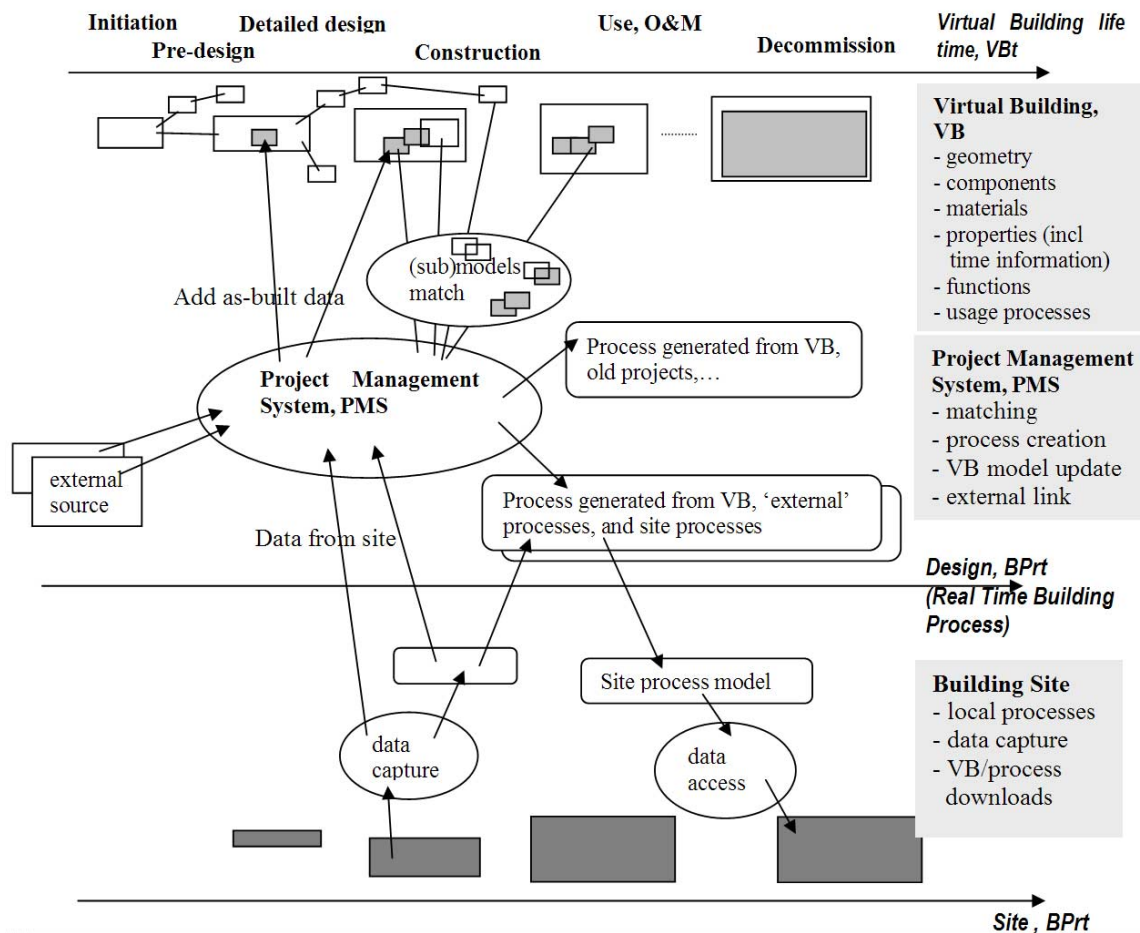 Initiation
Detailed design
Use, O&M
Virtual Building life
time, VBt
Pre-design
Construction
Decommission
Virtual Building,
VB
- geometry
- components
- materials
- properties (incl
time information)
- functions
- usage processes
(sub)models
match
Add as-built data
Process generated from VB,
old projects,...
Project Management
System, PMS
Project Management
System, PMS
- matching
- process creation
- VB model update
- external link
external
source
Process generated from VB, ‘external’
processes, and site processes
Data from site
Design, BPrt
(Real Time Building
Process)
Site process model
Building Site
- local processes
- data capture
- VB/process
downloads
data
capture
data
access
Site , BPrt